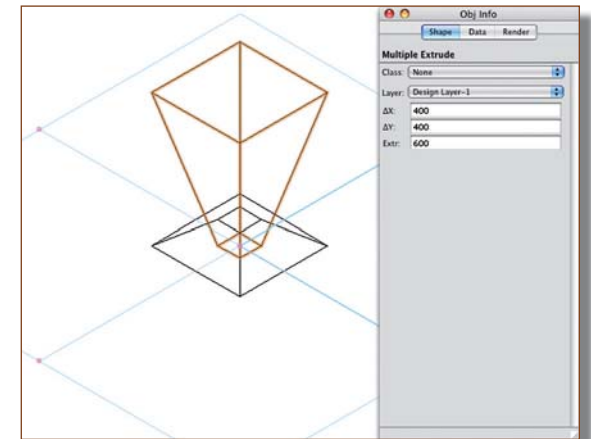 Obj Info
Shape Data Render
Multiple Extrude
Class: None
Layer: Design Layer-1
ΔX: 400
ΔY: 400
Extr: 600